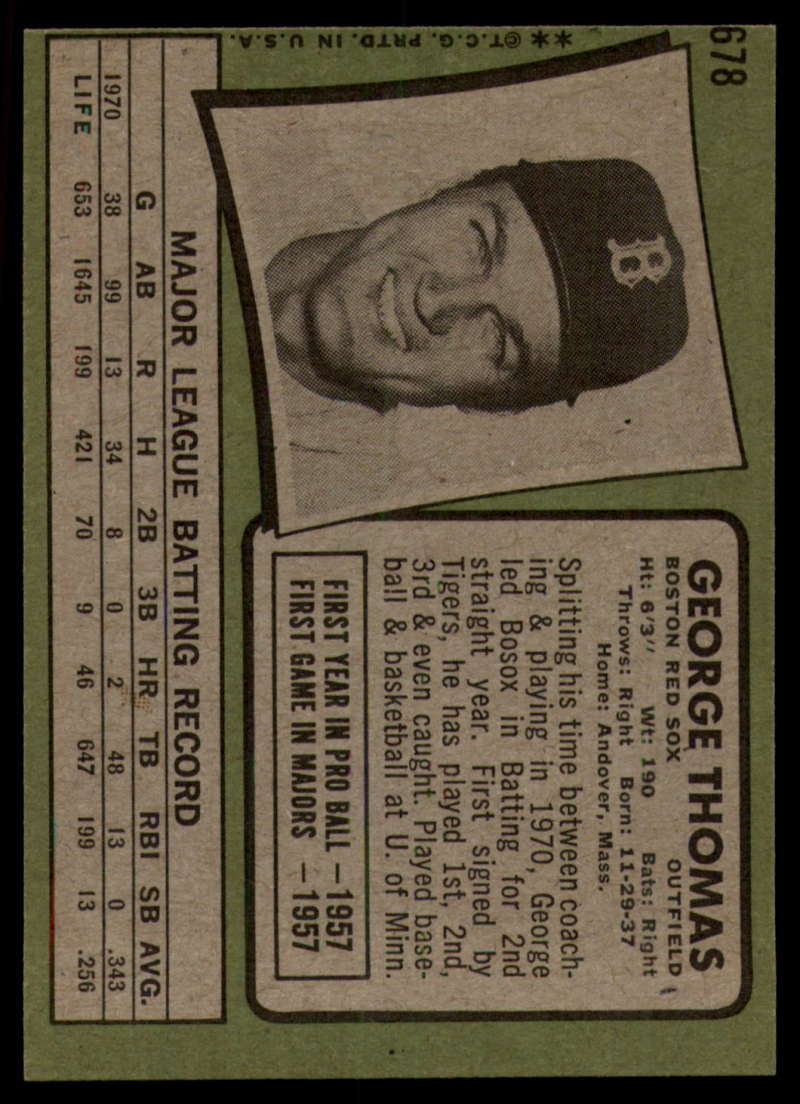 678
**©T.C.G. PRTD. IN U.S.A.
B
GEORGE THOMAS
BOSTON RED SOX OUTFIELD
Ht: 6'3" Wt: 190 Bats: Right
Throws: Right Born: 11-29-37
Home: Andover, Mass.
Splitting his time between coach-
ing & playing in 1970, George
led Bosox in Batting for 2nd
straight year. First signed by
Tigers, he has played 1st, 2nd,
3rd & even caught. Played base-
ball & basketball at U. of Minn.
FIRST YEAR IN PRO BALL — 1957
FIRST GAME IN MAJORS — 1957
MAJOR LEAGUE BATTING RECORD
G AB R H 2B 3B HR TB RBI SB AVG.
1970 38 99 13 34 8 0 2 48 13 0 .343
LIFE 653 1645 199 421 70 9 46 647 199 13 .256